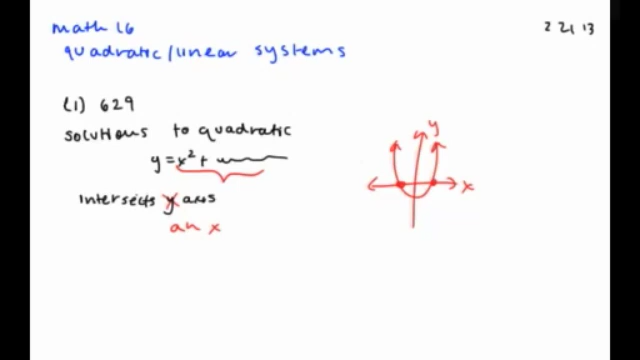 math 16
2 21 13
quadratic/linear systems
(1) 629
solutions to quadratic
y = x² +
intersects y axis
an x
y
x